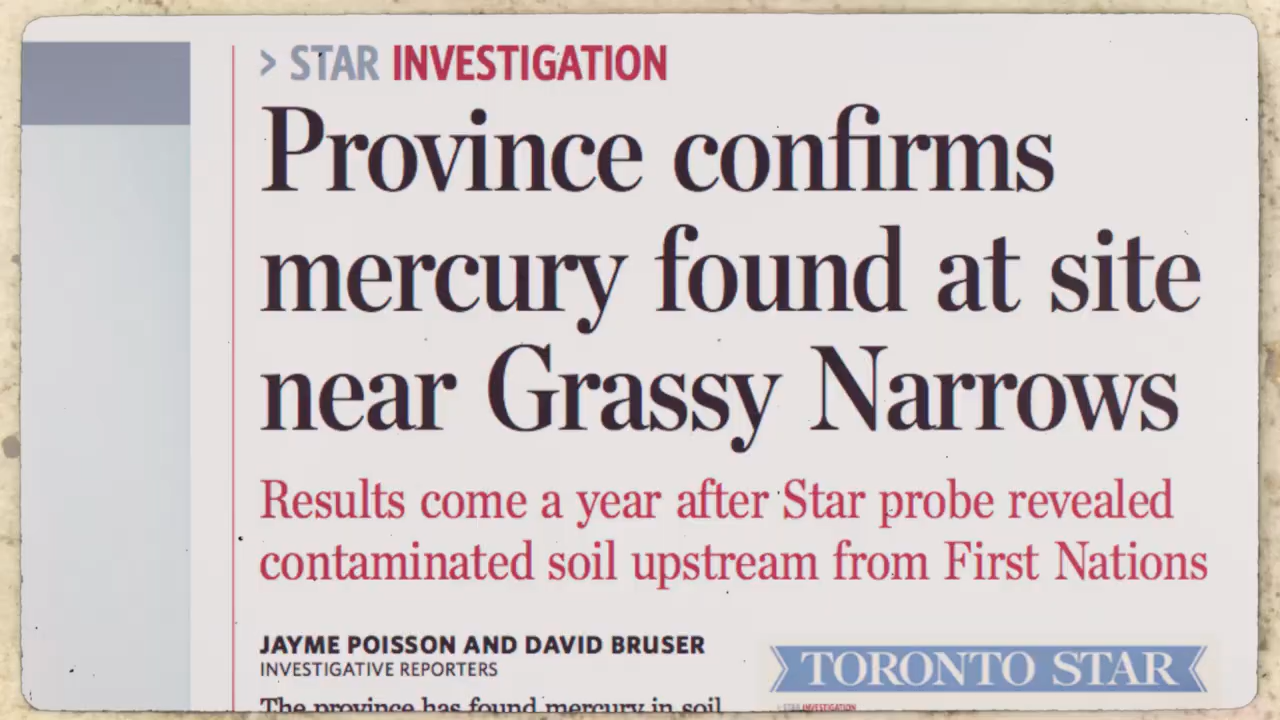 > STAR INVESTIGATION
Province confirms
mercury found at site
near Grassy Narrows
Results come a year after Star probe revealed
contaminated soil upstream from First Nations
JAYME POISSON AND DAVID BRUSER
INVESTIGATIVE REPORTERS
The province has found mercury in soil
TORONTO STAR
STAR INVESTIGATION